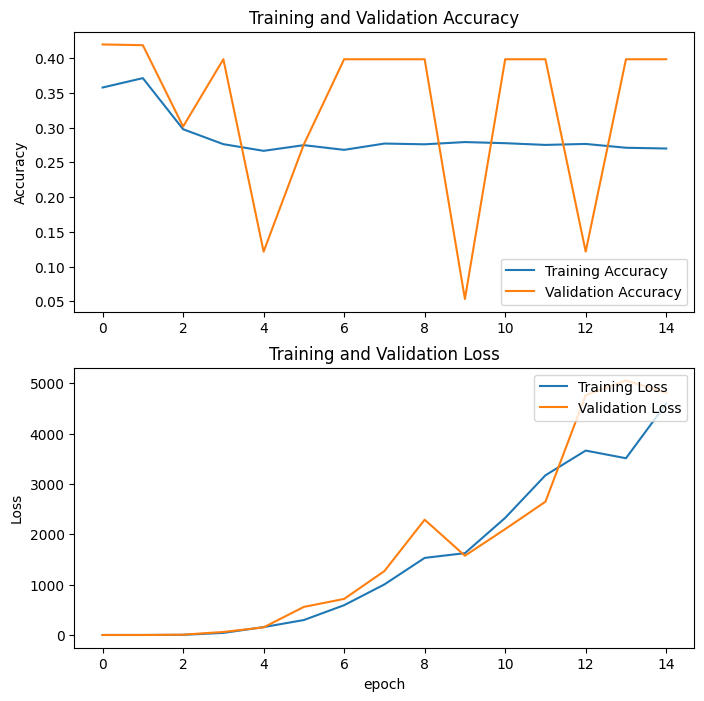 Training and Validation Accuracy
Accuracy
0.40
0.35
0.30
0.25
0.20
0.15
0.10
0.05
Training Accuracy
Validation Accuracy
0 2 4 6 8 10 12 14
Training and Validation Loss
Loss
5000
4000
3000
2000
1000
0
Training Loss
Validation Loss
0 2 4 6 8 10 12 14
epoch